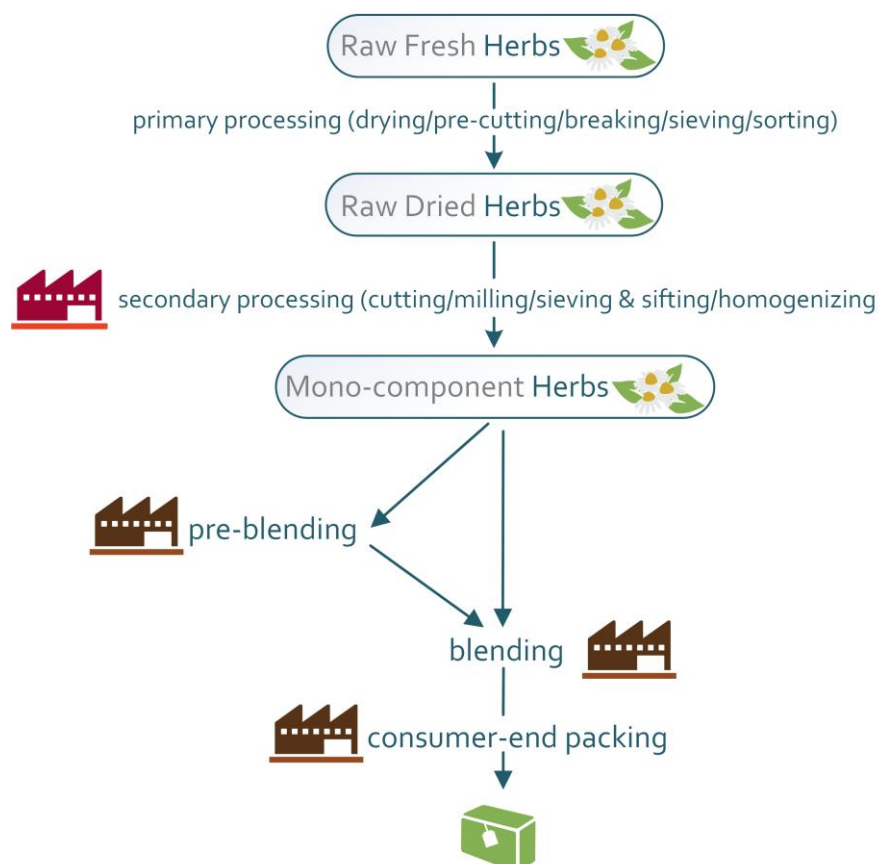 Raw Fresh Herbs
primary processing (drying/pre-cutting/breaking/sieving/sorting)
Raw Dried Herbs
secondary processing (cutting/milling/sieving & sifting/homogenizing
Mono-component Herbs
pre-blending
blending
consumer-end packing